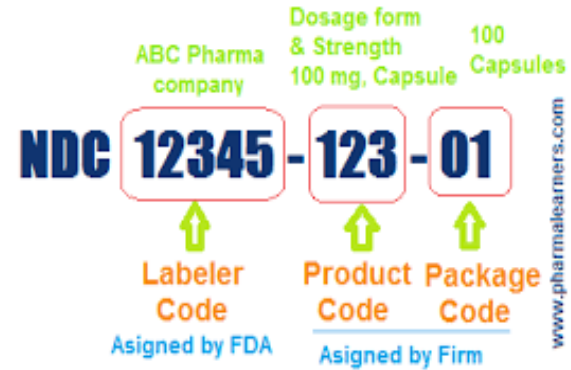 ABC Pharma
company
Dosage form
& Strength
100 mg, Capsule
100
Capsules
NDC 12345-123-01
Labeler
Code
Product
Code
Package
Code
Asigned by FDA
Asigned by Firm
www.pharmalearners.com